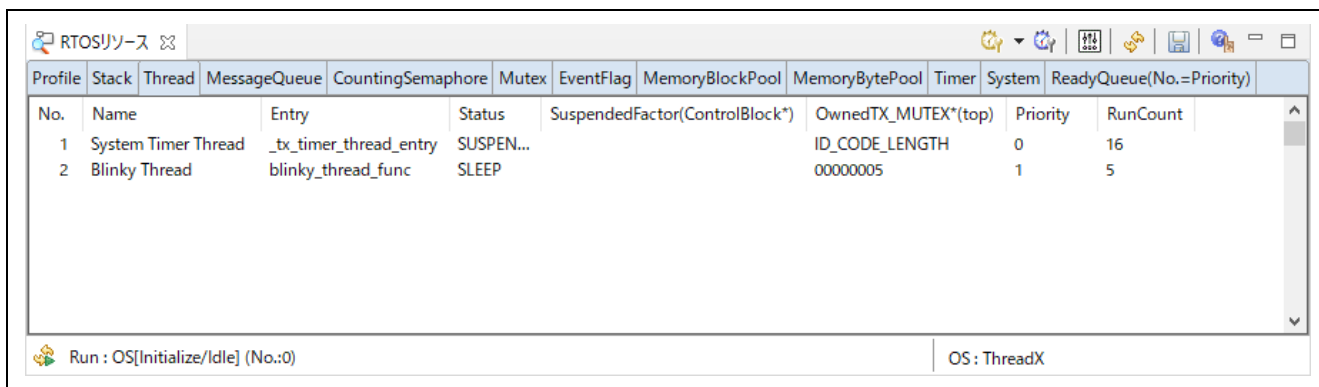 RTOSリソース
Profile Stack Thread MessageQueue CountingSemaphore Mutex EventFlag MemoryBlockPool MemoryBytePool Timer System ReadyQueue(No.=Priority)
No. Name Entry Status SuspendedFactor(ControlBlock*) OwnedTX_MUTEX*(top) Priority RunCount
1 System Timer Thread _tx_timer_thread_entry SUSPEN... ID_CODE_LENGTH 0 16
2 Blinky Thread blinky_thread_func SLEEP 00000005 1 5
Run : OS[Initialize/Idle] (No.:0) OS : ThreadX